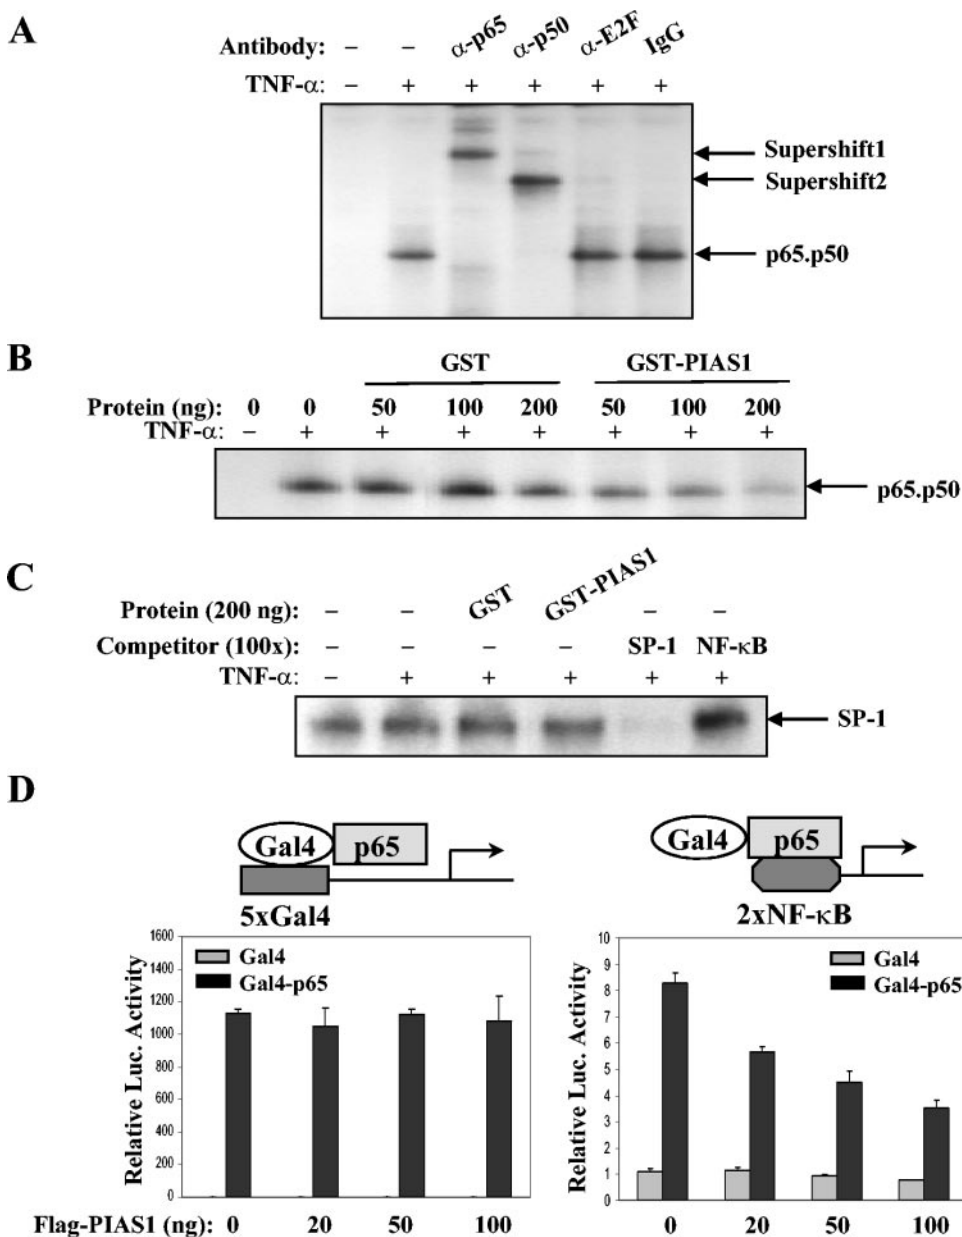 A
Antibody: – – α-p65 α-p50 α-E2F IgG
TNF-α: – + + + + +
Supershift1
Supershift2
p65.p50
B
GST GST-PIAS1
Protein (ng): 0 0 50 100 200 50 100 200
TNF-α: – + + + + + + +
p65.p50
C
Protein (200 ng): – – GST GST-PIAS1 – –
Competitor (100x): – – – – SP-1 NF-κB
TNF-α: – + + + + +
SP-1
D
Gal4 p65
5xGal4
Relative Luc. Activity
1600
1400
1200
1000
800
600
400
200
0
Gal4
Gal4-p65
Flag-PIAS1 (ng): 0 20 50 100
Gal4 p65
2xNF-κB
Relative Luc. Activity
10
9
8
7
6
5
4
3
2
1
0
Gal4
Gal4-p65
0 20 50 100